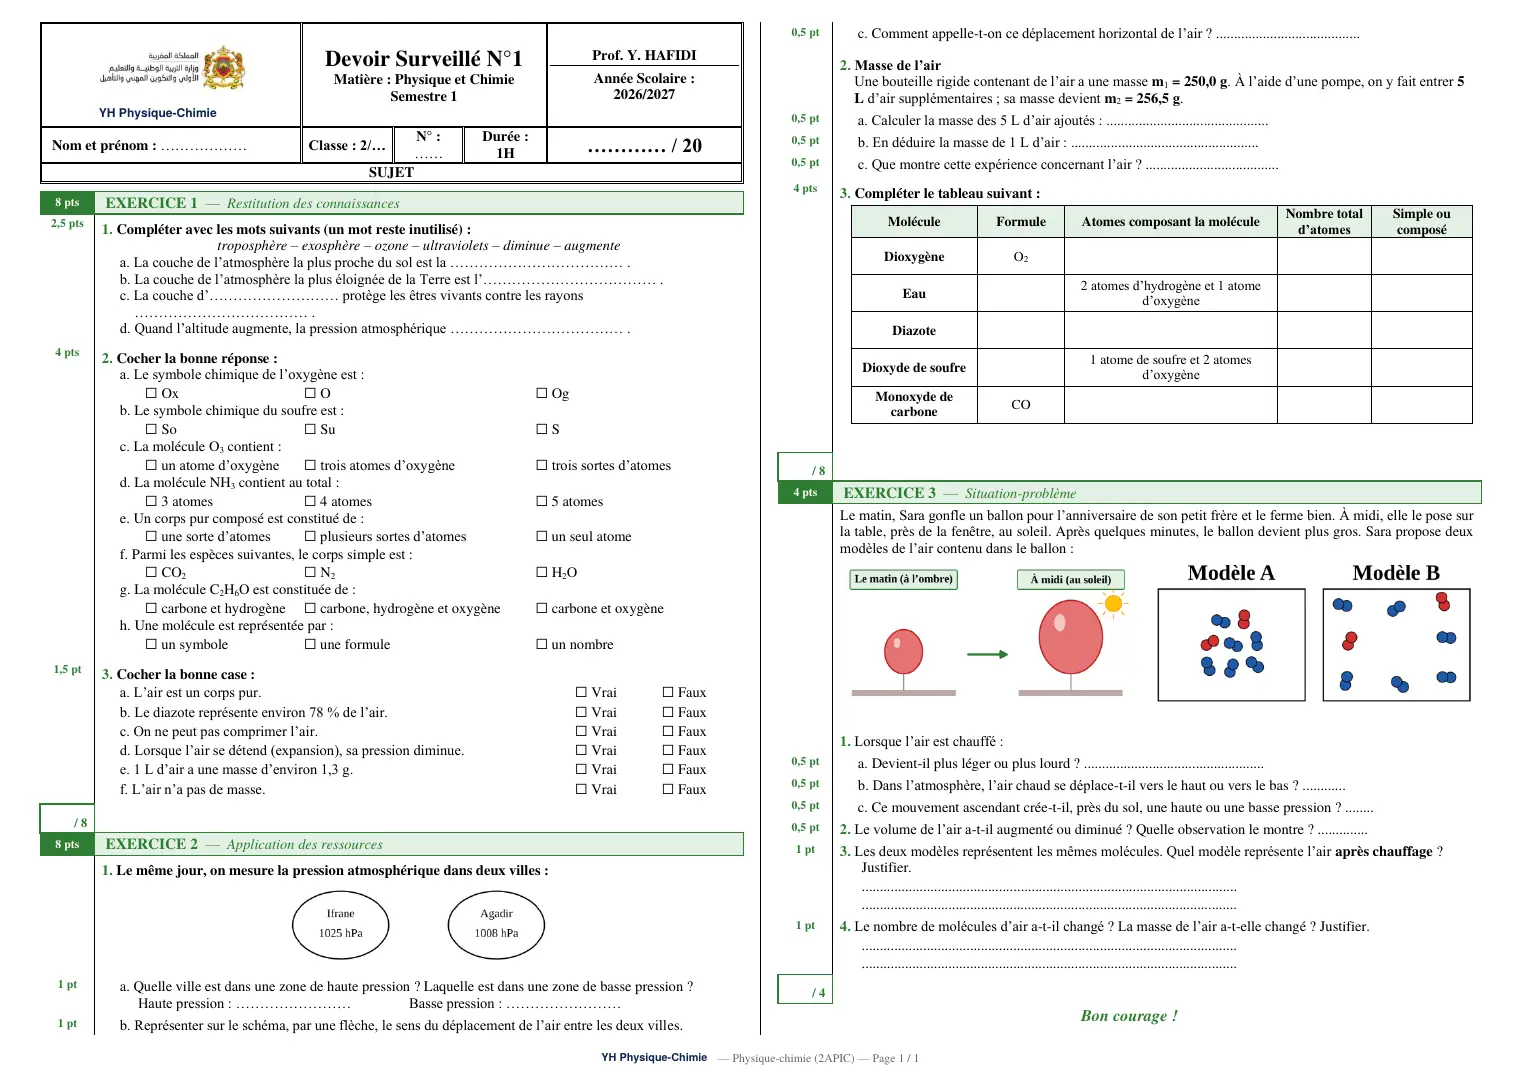 المملكة المغربية
وزارة التربية الوطنية والتعليم
الأولي والتكوين المهني والتأهيل
YH Physique-Chimie
Devoir Surveillé N°1
Matière : Physique et Chimie
Semestre 1
Prof. Y. HAFIDI
Année Scolaire :
2026/2027
Nom et prénom : ………………
Classe : 2/…
N° :
……
Durée :
1H
………… / 20
SUJET
8 pts EXERCICE 1 — Restitution des connaissances
2,5 pts
1. Compléter avec les mots suivants (un mot reste inutilisé) :
troposphère – exosphère – ozone – ultraviolets – diminue – augmente
a. La couche de l’atmosphère la plus proche du sol est la ……………………………… .
b. La couche de l’atmosphère la plus éloignée de la Terre est l’……………………………… .
c. La couche d’……………………… protège les êtres vivants contre les rayons
……………………………… .
d. Quand l’altitude augmente, la pression atmosphérique ……………………………… .
4 pts
2. Cocher la bonne réponse :
a. Le symbole chimique de l’oxygène est :
☐ Ox ☐ O ☐ Og
b. Le symbole chimique du soufre est :
☐ So ☐ Su ☐ S
c. La molécule O₃ contient :
☐ un atome d’oxygène ☐ trois atomes d’oxygène ☐ trois sortes d’atomes
d. La molécule NH₃ contient au total :
☐ 3 atomes ☐ 4 atomes ☐ 5 atomes
e. Un corps pur composé est constitué de :
☐ une sorte d’atomes ☐ plusieurs sortes d’atomes ☐ un seul atome
f. Parmi les espèces suivantes, le corps simple est :
☐ CO₂ ☐ N₂ ☐ H₂O
g. La molécule C₂H₆O est constituée de :
☐ carbone et hydrogène ☐ carbone, hydrogène et oxygène ☐ carbone et oxygène
h. Une molécule est représentée par :
☐ un symbole ☐ une formule ☐ un nombre
1,5 pt
3. Cocher la bonne case :
a. L’air est un corps pur. ☐ Vrai ☐ Faux
b. Le diazote représente environ 78 % de l’air. ☐ Vrai ☐ Faux
c. On ne peut pas comprimer l’air. ☐ Vrai ☐ Faux
d. Lorsque l’air se détend (expansion), sa pression diminue. ☐ Vrai ☐ Faux
e. 1 L d’air a une masse d’environ 1,3 g. ☐ Vrai ☐ Faux
f. L’air n’a pas de masse. ☐ Vrai ☐ Faux
/ 8
8 pts EXERCICE 2 — Application des ressources
1. Le même jour, on mesure la pression atmosphérique dans deux villes :
Ifrane
1025 hPa
Agadir
1008 hPa
1 pt a. Quelle ville est dans une zone de haute pression ? Laquelle est dans une zone de basse pression ?
Haute pression : …………………… Basse pression : ……………………
1 pt b. Représenter sur le schéma, par une flèche, le sens du déplacement de l’air entre les deux villes.
0,5 pt c. Comment appelle-t-on ce déplacement horizontal de l’air ? ........................................
2. Masse de l’air
Une bouteille rigide contenant de l’air a une masse m₁ = 250,0 g. À l’aide d’une pompe, on y fait entrer 5
L d’air supplémentaires ; sa masse devient m₂ = 256,5 g.
0,5 pt a. Calculer la masse des 5 L d’air ajoutés : .............................................
0,5 pt b. En déduire la masse de 1 L d’air : ....................................................
0,5 pt c. Que montre cette expérience concernant l’air ? .....................................
4 pts 3. Compléter le tableau suivant :
Molécule Formule Atomes composant la molécule Nombre total d’atomes Simple ou composé
Dioxygène O₂
Eau 2 atomes d’hydrogène et 1 atome d’oxygène
Diazote
Dioxyde de soufre 1 atome de soufre et 2 atomes d’oxygène
Monoxyde de carbone CO
/ 8
4 pts EXERCICE 3 — Situation-problème
Le matin, Sara gonfle un ballon pour l’anniversaire de son petit frère et le ferme bien. À midi, elle le pose sur
la table, près de la fenêtre, au soleil. Après quelques minutes, le ballon devient plus gros. Sara propose deux
modèles de l’air contenu dans le ballon :
Le matin (à l’ombre)
À midi (au soleil)
Modèle A
Modèle B
1. Lorsque l’air est chauffé :
0,5 pt a. Devient-il plus léger ou plus lourd ? ..................................................
0,5 pt b. Dans l’atmosphère, l’air chaud se déplace-t-il vers le haut ou vers le bas ? ............
0,5 pt c. Ce mouvement ascendant crée-t-il, près du sol, une haute ou une basse pression ? ........
0,5 pt 2. Le volume de l’air a-t-il augmenté ou diminué ? Quelle observation le montre ? ..............
1 pt 3. Les deux modèles représentent les mêmes molécules. Quel modèle représente l’air après chauffage ?
Justifier.
........................................................................................................
........................................................................................................
1 pt 4. Le nombre de molécules d’air a-t-il changé ? La masse de l’air a-t-elle changé ? Justifier.
........................................................................................................
........................................................................................................
/ 4
Bon courage !
YH Physique-Chimie — Physique-chimie (2APIC) — Page 1 / 1